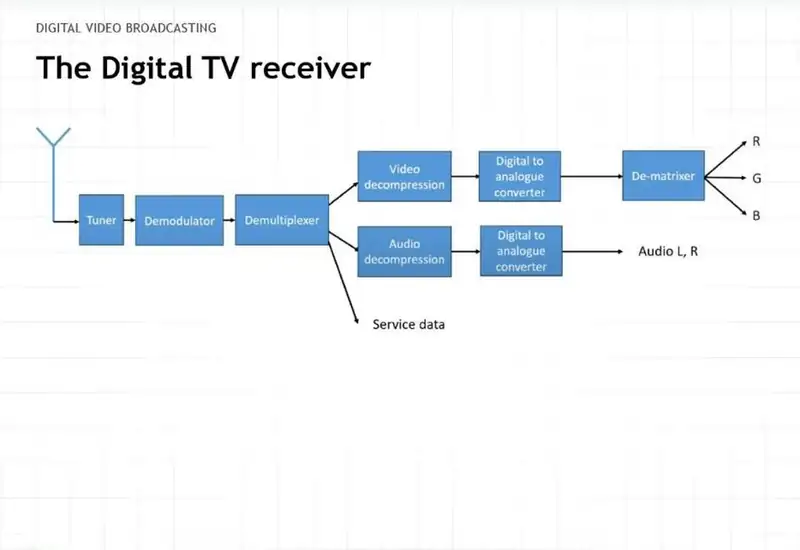 DIGITAL VIDEO BROADCASTING
The Digital TV receiver
Tuner
Demodulator
Demultiplexer
Video
decompression
Digital to
analogue
converter
De-matrixer
R
G
B
Audio
decompression
Digital to
analogue
converter
Audio L, R
Service data